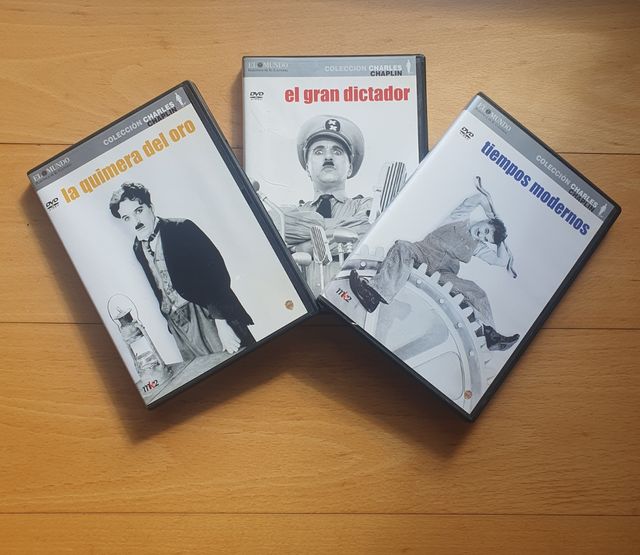 EL MUNDO
COLECCIÓN CHARLES
CHAPLIN
DVD
la quimera del oro
mk2
EL MUNDO
COLECCIÓN CHARLES
CHAPLIN
DVD
el gran dictador
EL MUNDO
COLECCIÓN CHARLES
CHAPLIN
DVD
tiempos modernos
mk2